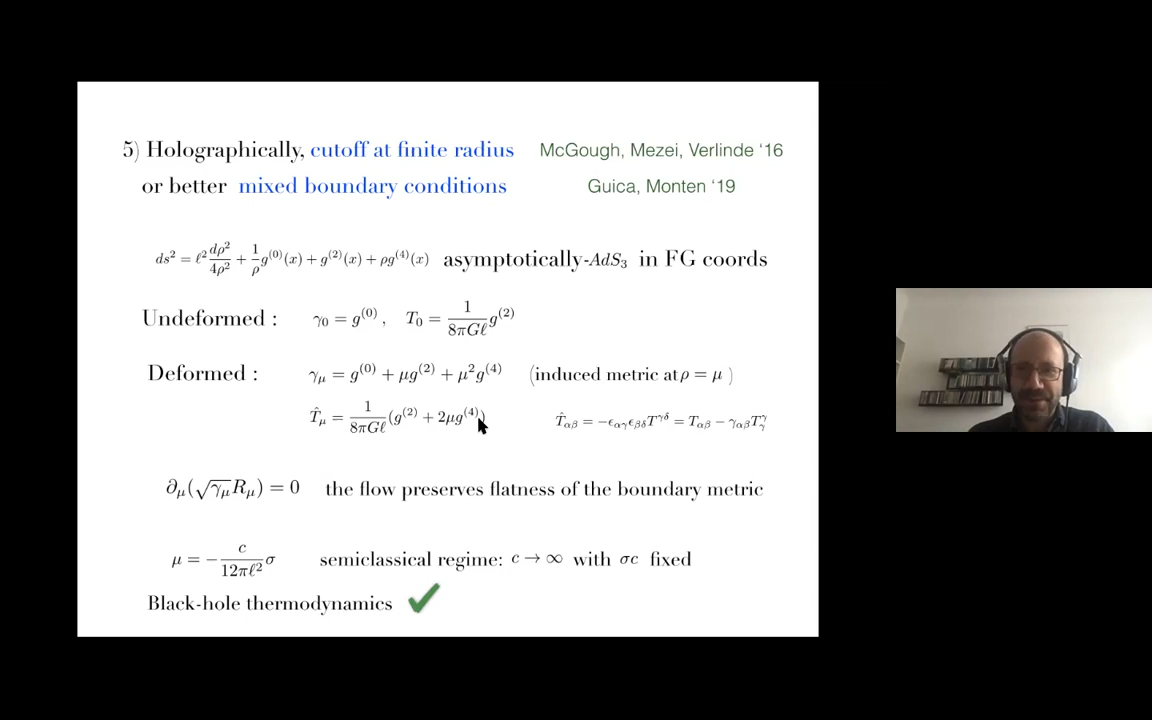 5) Holographically, cutoff at finite radius McGough, Mezei, Verlinde '16
or better mixed boundary conditions Guica, Monten '19
ds² = ℓ² dρ²/4ρ² + 1/ρ g⁽⁰⁾(x) + g⁽²⁾(x) + ρg⁽⁴⁾(x) asymptotically-AdS₃ in FG coords
Undeformed : γ₀ = g⁽⁰⁾ , T₀ = 1/8πGℓ g⁽²⁾
Deformed : γ_μ = g⁽⁰⁾ + μg⁽²⁾ + μ²g⁽⁴⁾ (induced metric at ρ = μ )
T̂_μ = 1/8πGℓ (g⁽²⁾ + 2μg⁽⁴⁾) T̂_αβ = −ϵ_αγ ϵ_βδ T^γδ = T_αβ − γ_αβ T^γ_γ
∂_μ(√γ_μ R_μ) = 0 the flow preserves flatness of the boundary metric
μ = − c/12πℓ² σ semiclassical regime: c → ∞ with σc fixed
Black-hole thermodynamics ✓